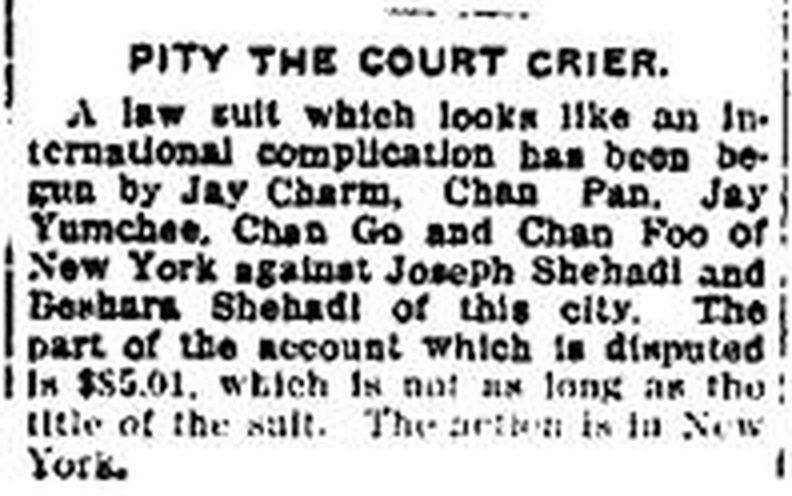 PITY THE COURT CRIER.
A law suit which looks like an in-
ternational complication has been be-
gun by Jay Charm, Chan Pan, Jay
Yumchee, Chan Go and Chan Foo of
New York against Joseph Shehadi and
Beshara Shehadi of this city. The
part of the account which is disputed
is $85.01, which is not as long as the
title of the suit. The action is in New
York.